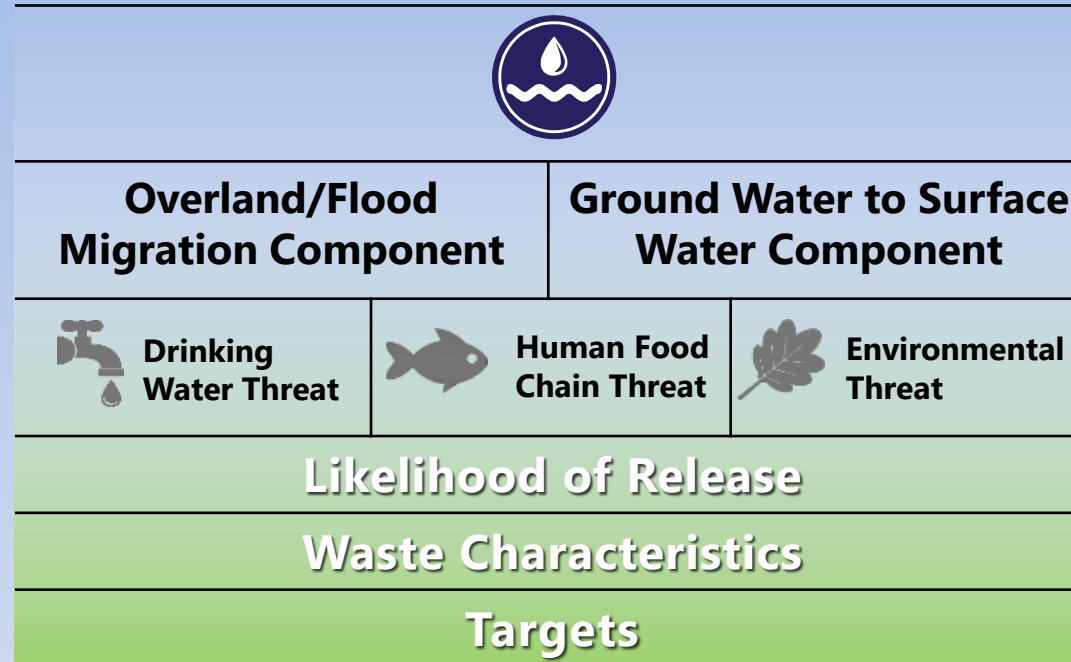 Overland/Flood
Migration Component
Ground Water to Surface
Water Component
Drinking
Water Threat
Human Food
Chain Threat
Environmental
Threat
Likelihood of Release
Waste Characteristics
Targets